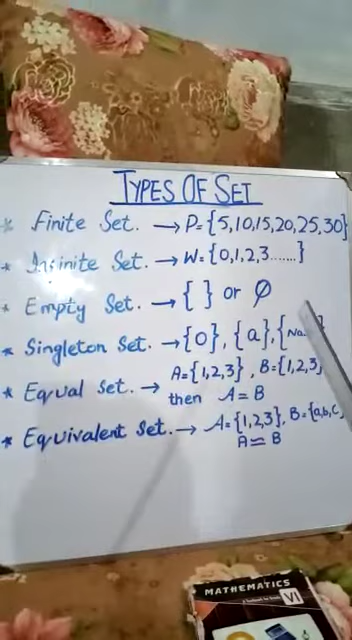 TYPES OF SET
* Finite Set. → P={5,10,15,20,25,30}
* Infinite Set. → W={0,1,2,3......}
* Empty Set. → { } or ∅
* Singleton Set. → {0}, {a}, {Na.. }
A={1,2,3}, B={1,2,3}
* Equal set. →
then A=B
* Equivalent Set. → A={1,2,3}, B={a,b,c}
A≃B
MATHEMATICS
VI